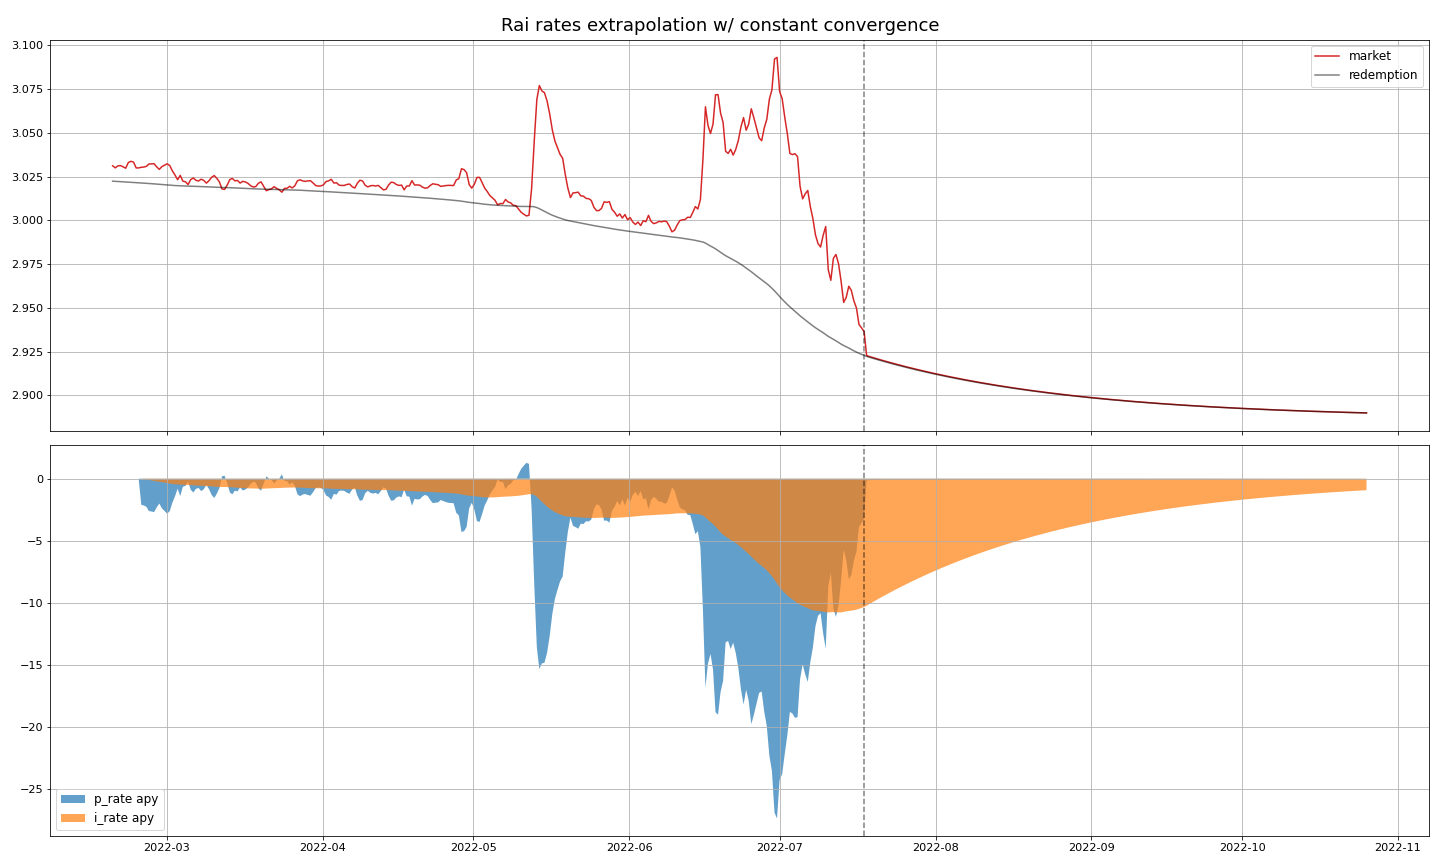 Rai rates extrapolation w/ constant convergence
3.100
3.075
3.050
3.025
3.000
2.975
2.950
2.925
2.900
market
redemption
0
−5
−10
−15
−20
−25
p_rate apy
i_rate apy
2022-03 2022-04 2022-05 2022-06 2022-07 2022-08 2022-09 2022-10 2022-11